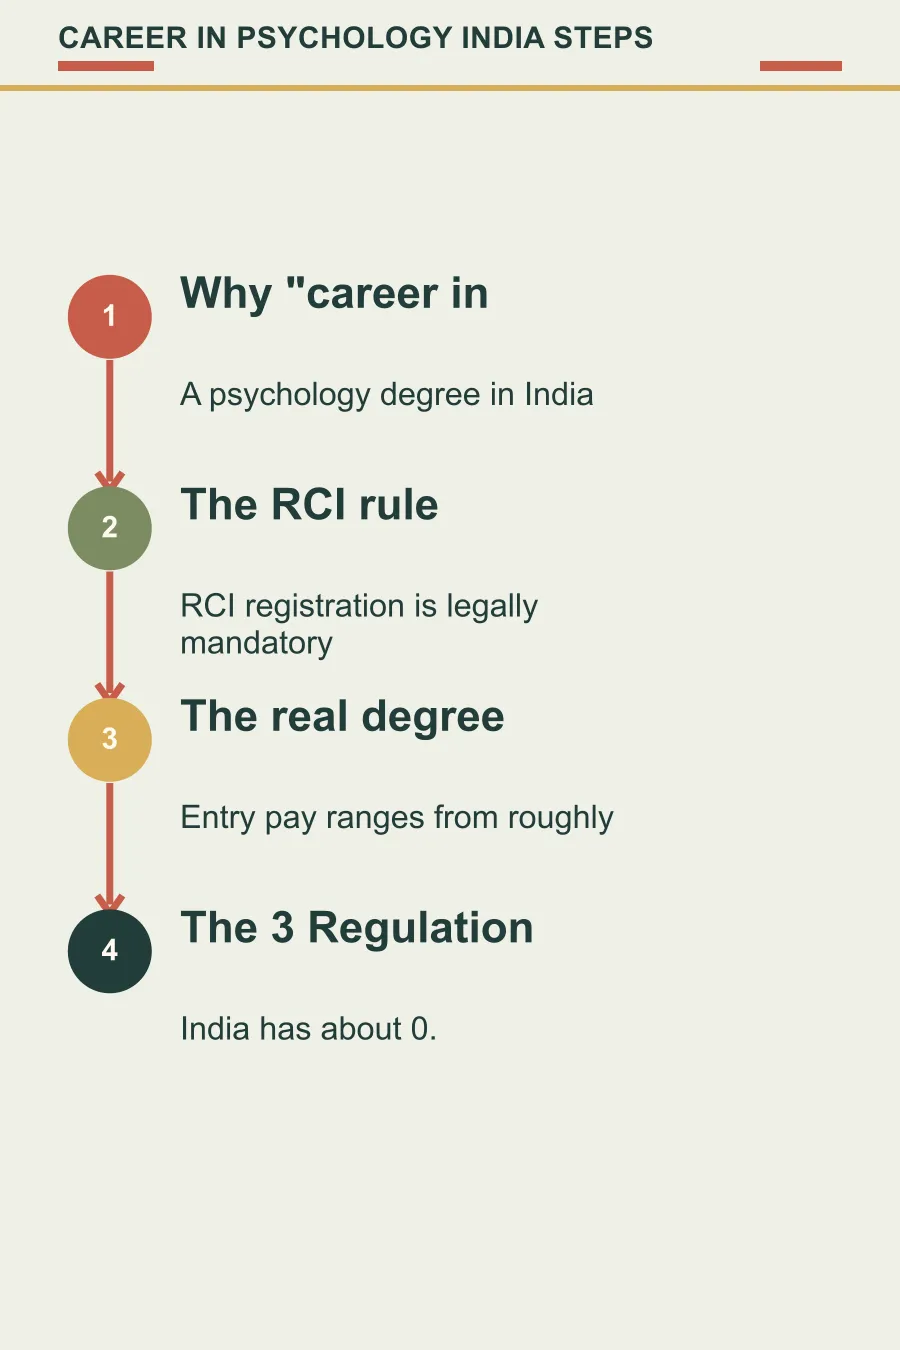 CAREER IN PSYCHOLOGY INDIA STEPS
1
Why "career in
A psychology degree in India
2
The RCI rule
RCI registration is legally
mandatory
3
The real degree
Entry pay ranges from roughly
4
The 3 Regulation
India has about 0.